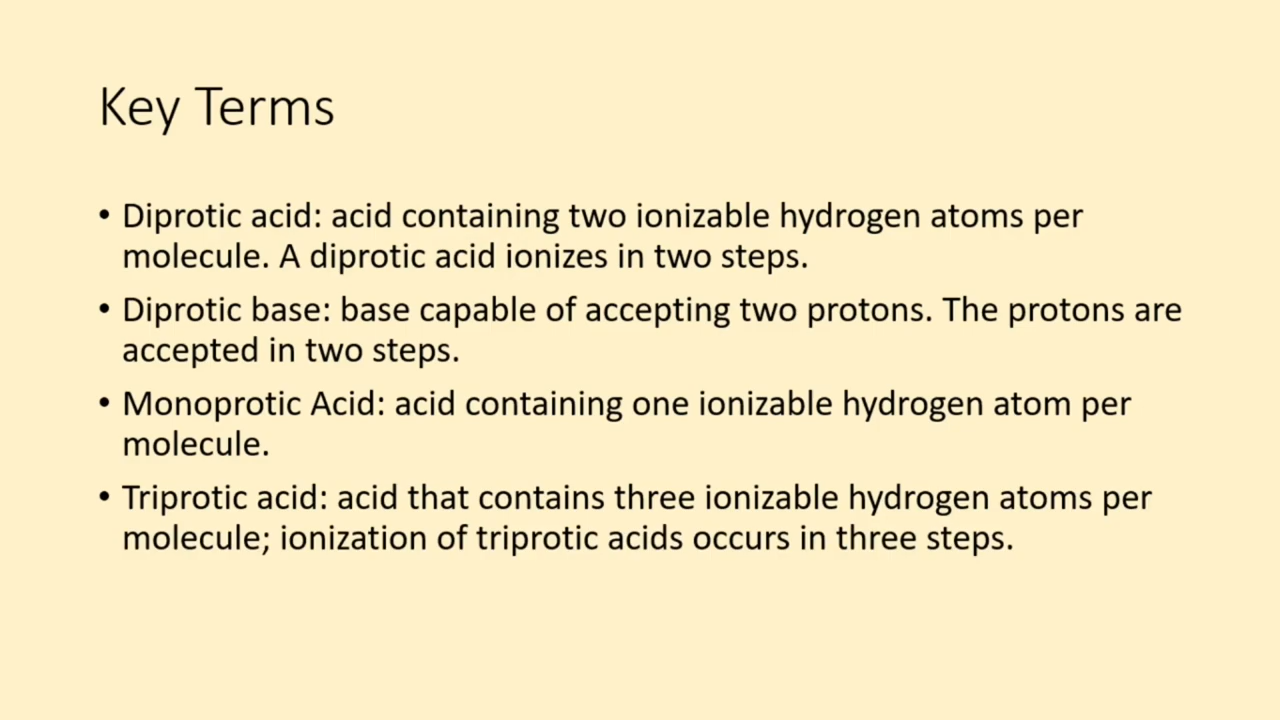 Key Terms
• Diprotic acid: acid containing two ionizable hydrogen atoms per
molecule. A diprotic acid ionizes in two steps.
• Diprotic base: base capable of accepting two protons. The protons are
accepted in two steps.
• Monoprotic Acid: acid containing one ionizable hydrogen atom per
molecule.
• Triprotic acid: acid that contains three ionizable hydrogen atoms per
molecule; ionization of triprotic acids occurs in three steps.